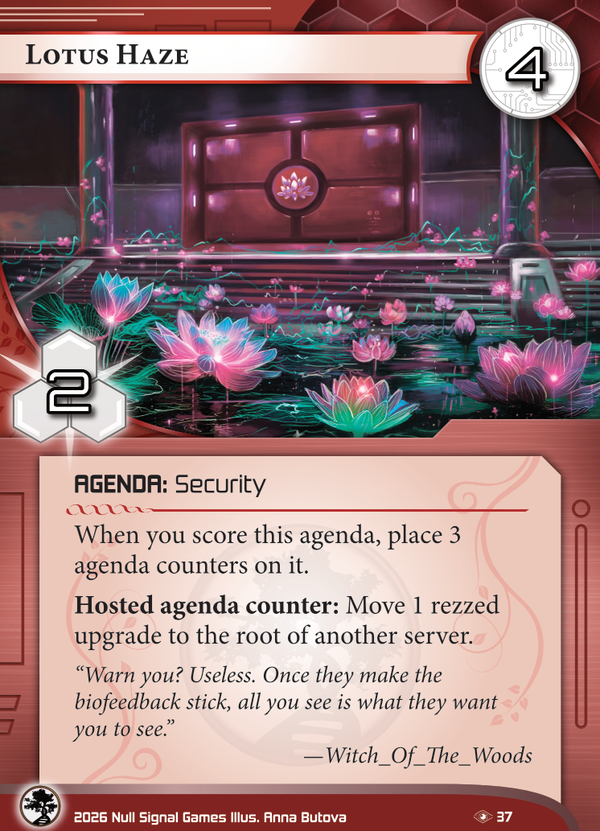 Lotus Haze
4
2
AGENDA: Security
When you score this agenda, place 3
agenda counters on it.
Hosted agenda counter: Move 1 rezzed
upgrade to the root of another server.
“Warn you? Useless. Once they make the
biofeedback stick, all you see is what they want
you to see.”
—Witch_Of_The_Woods
2026 Null Signal Games Illus. Anna Butova
37